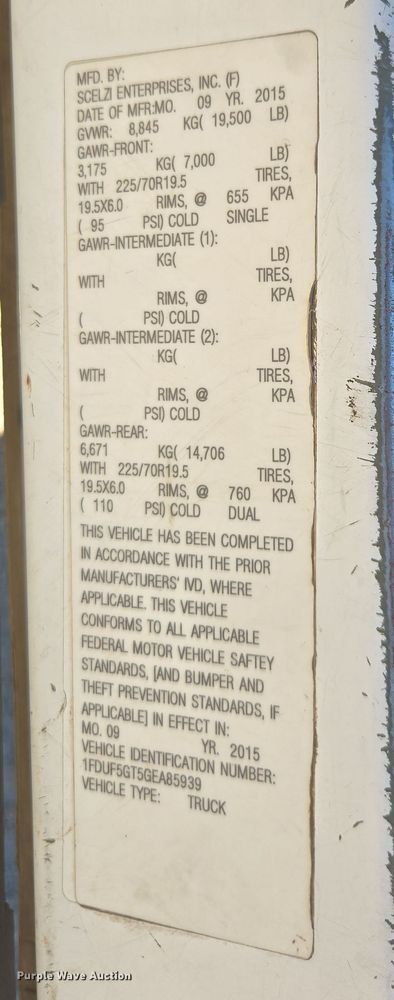 MFD. BY:
SCELZI ENTERPRISES, INC. (F)
DATE OF MFR:MO. 09 YR. 2015
GVWR: 8,845 KG( 19,500 LB)
GAWR-FRONT:
3,175 KG( 7,000 LB)
WITH 225/70R19.5 TIRES,
19.5X6.0 RIMS, @ 655 KPA
( 95 PSI) COLD SINGLE
GAWR-INTERMEDIATE (1):
KG( LB)
WITH TIRES,
RIMS, @ KPA
( PSI) COLD
GAWR-INTERMEDIATE (2):
KG( LB)
WITH TIRES,
RIMS, @ KPA
( PSI) COLD
GAWR-REAR:
6,671 KG( 14,706 LB)
WITH 225/70R19.5 TIRES,
19.5X6.0 RIMS, @ 760 KPA
( 110 PSI) COLD DUAL
THIS VEHICLE HAS BEEN COMPLETED
IN ACCORDANCE WITH THE PRIOR
MANUFACTURERS' IVD, WHERE
APPLICABLE. THIS VEHICLE
CONFORMS TO ALL APPLICABLE
FEDERAL MOTOR VEHICLE SAFTEY
STANDARDS, [AND BUMPER AND
THEFT PREVENTION STANDARDS, IF
APPLICABLE] IN EFFECT IN:
MO. 09 YR. 2015
VEHICLE IDENTIFICATION NUMBER:
1FDUF5GT5GEA85939
VEHICLE TYPE: TRUCK
Purple Wave Auction